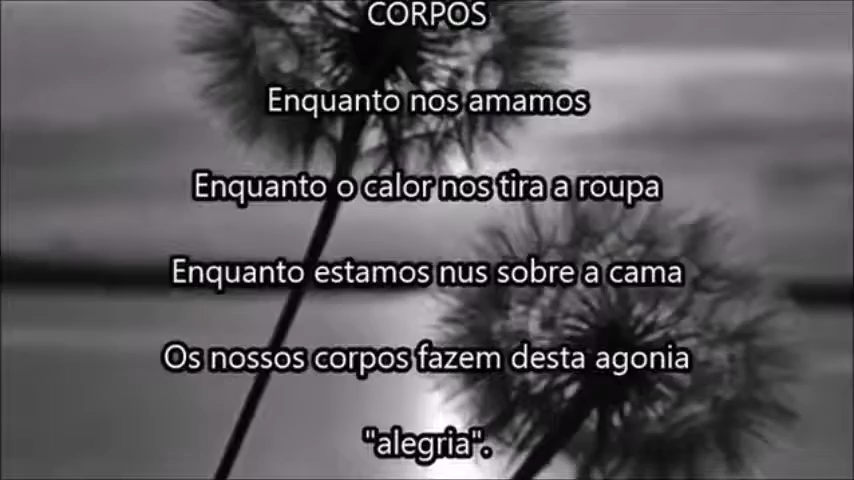 CORPOS
Enquanto nos amamos
Enquanto o calor nos tira a roupa
Enquanto estamos nus sobre a cama
Os nossos corpos fazem desta agonia
"alegria".